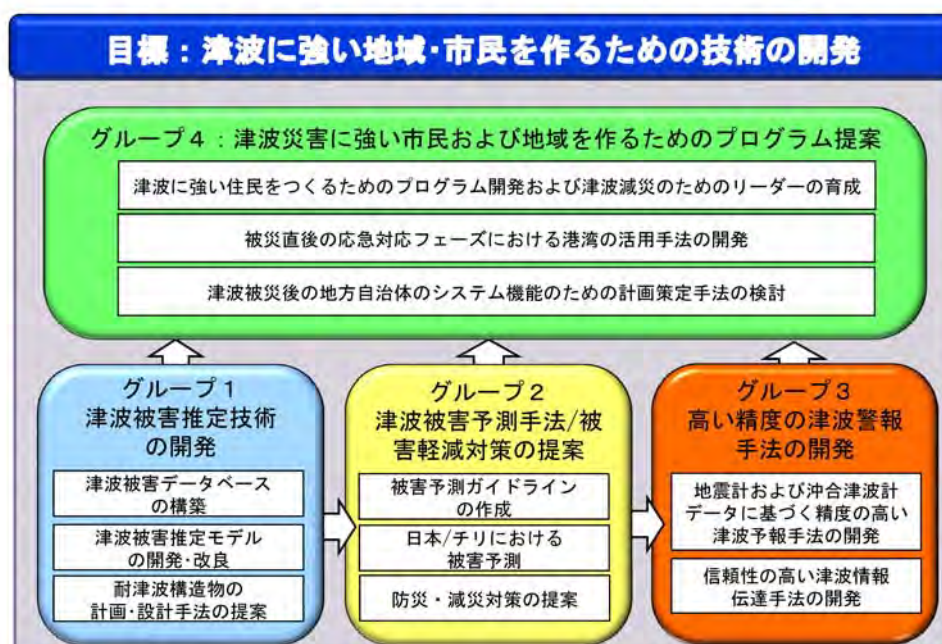 目標：津波に強い地域･市民を作るための技術の開発
グループ４：津波災害に強い市民および地域を作るためのプログラム提案
津波に強い住民をつくるためのプログラム開発および津波減災のためのリーダーの育成
被災直後の応急対応フェーズにおける港湾の活用手法の開発
津波被災後の地方自治体のシステム機能のための計画策定手法の検討
グループ１
津波被害推定技術
の開発
津波被害データベース
の構築
津波被害推定モデル
の開発･改良
耐津波構造物の
計画･設計手法の提案
グループ２
津波被害予測手法/被
害軽減対策の提案
被害予測ガイドライン
の作成
日本/チリにおける
被害予測
防災・減災対策の提案
グループ３
高い精度の津波警報
手法の開発
地震計および沖合津波計
データに基づく精度の高い
津波予報手法の開発
信頼性の高い津波情報
伝達手法の開発